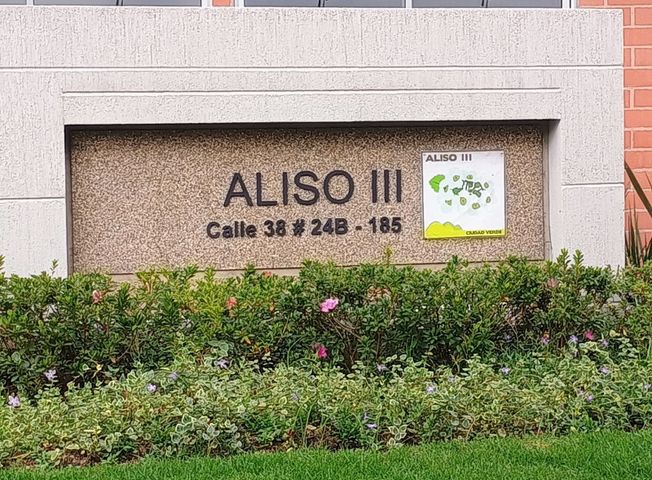 ALISO III
Calle 38 # 24B - 185
ALISO III
CIUDAD VERDE